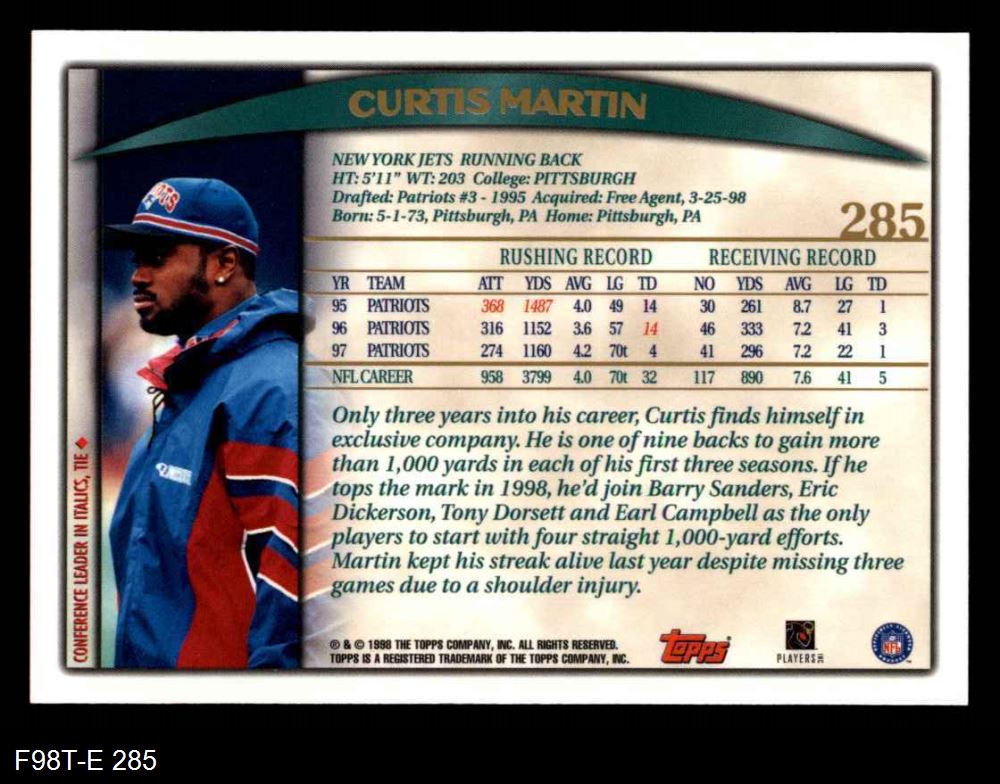 CURTIS MARTIN
NEW YORK JETS RUNNING BACK
HT: 5'11" WT: 203 College: PITTSBURGH
Drafted: Patriots #3 - 1995 Acquired: Free Agent, 3-25-98
Born: 5-1-73, Pittsburgh, PA Home: Pittsburgh, PA
285
RUSHING RECORD RECEIVING RECORD
YR TEAM ATT YDS AVG LG TD NO YDS AVG LG TD
95 PATRIOTS 368 1487 4.0 49 14 30 261 8.7 27 1
96 PATRIOTS 316 1152 3.6 57 14 46 333 7.2 41 3
97 PATRIOTS 274 1160 4.2 70t 4 41 296 7.2 22 1
NFL CAREER 958 3799 4.0 70t 32 117 890 7.6 41 5
Only three years into his career, Curtis finds himself in
exclusive company. He is one of nine backs to gain more
than 1,000 yards in each of his first three seasons. If he
tops the mark in 1998, he'd join Barry Sanders, Eric
Dickerson, Tony Dorsett and Earl Campbell as the only
players to start with four straight 1,000-yard efforts.
Martin kept his streak alive last year despite missing three
games due to a shoulder injury.
CONFERENCE LEADER IN ITALICS, TIE ♦
® & © 1998 THE TOPPS COMPANY, INC. ALL RIGHTS RESERVED.
TOPPS IS A REGISTERED TRADEMARK OF THE TOPPS COMPANY, INC.
Topps®
PLAYERS INC
NFL
F98T-E 285